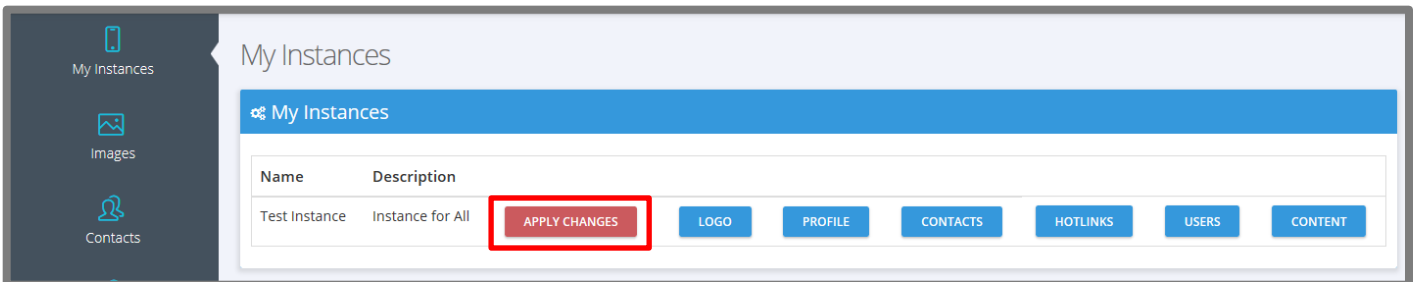 My Instances
Images
Contacts
My Instances
My Instances
Name Description
Test Instance Instance for All APPLY CHANGES LOGO PROFILE CONTACTS HOTLINKS USERS CONTENT